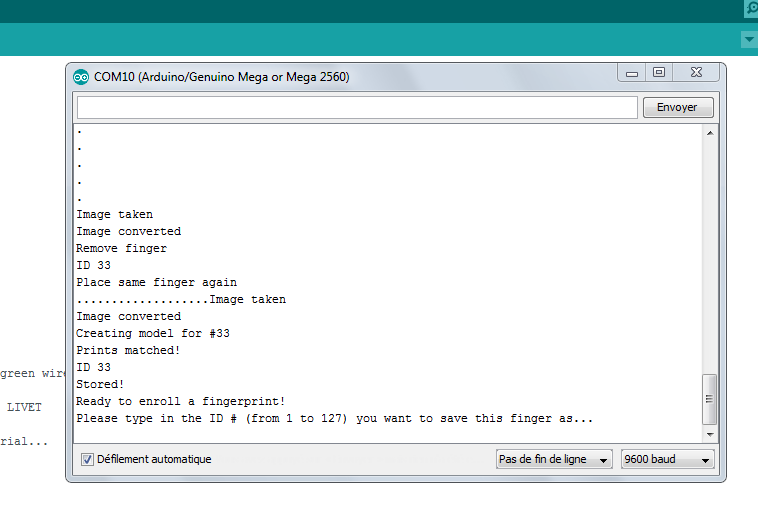 COM10 (Arduino/Genuino Mega or Mega 2560)
Envoyer
.
.
.
.
.
Image taken
Image converted
Remove finger
ID 33
Place same finger again
...................Image taken
Image converted
Creating model for #33
Prints matched!
ID 33
Stored!
Ready to enroll a fingerprint!
Please type in the ID # (from 1 to 127) you want to save this finger as...
green wire
LIVET
rial...
Défilement automatique
Pas de fin de ligne
9600 baud